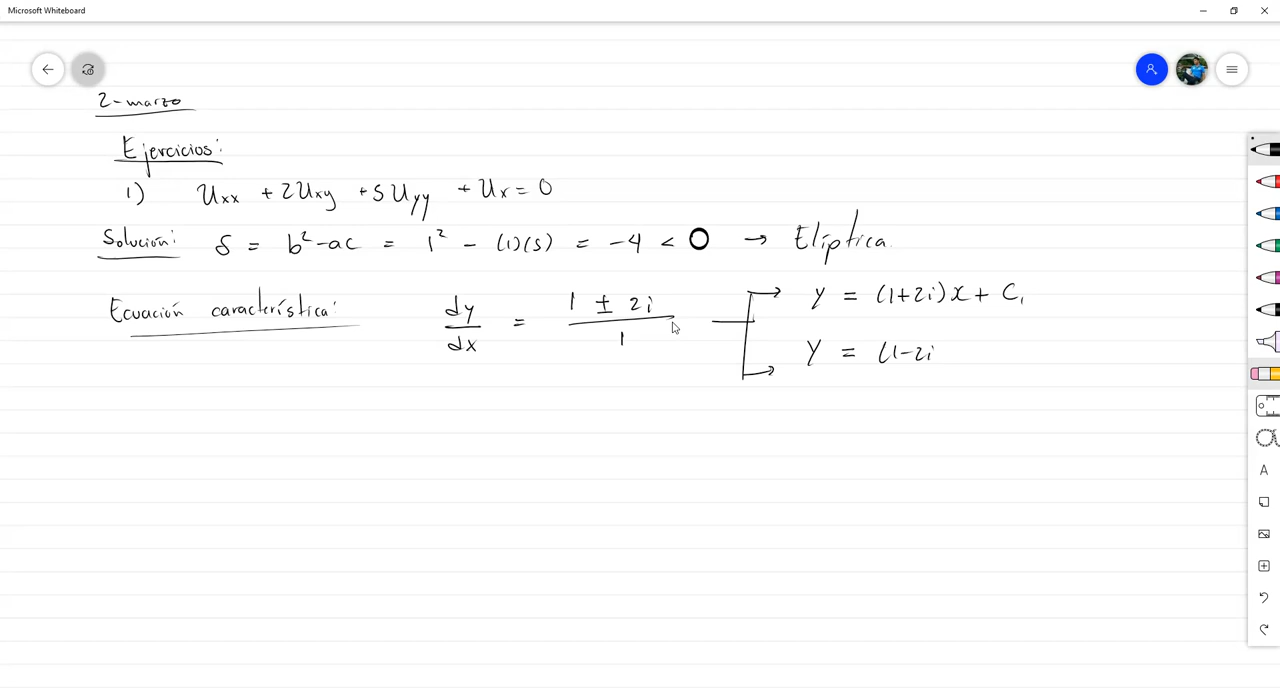 Microsoft Whiteboard
2-marzo
Ejercicios:
1) Uxx + 2Uxy + 5Uyy + Ux = 0
Solución: δ = b² - ac = 1² - (1)(5) = -4 < 0 → Elíptica.
Ecuación característica: dy/dx = (1 ± 2i)/1
y = (1+2i)x + C₁
y = (1-2i
A